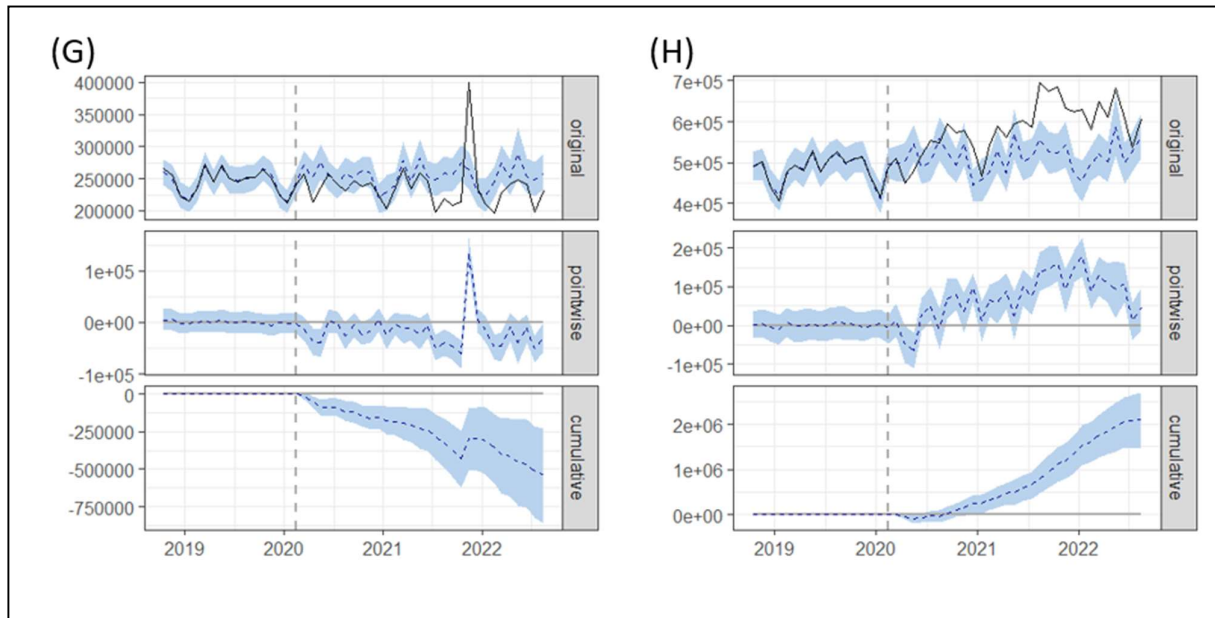 (G)
400000
350000
300000
250000
200000
original
1e+05
0e+00
-1e+05
pointwise
0
-250000
-500000
-750000
cumulative
2019 2020 2021 2022
(H)
7e+05
6e+05
5e+05
4e+05
original
2e+05
1e+05
0e+00
-1e+05
pointwise
2e+06
1e+06
0e+00
cumulative
2019 2020 2021 2022